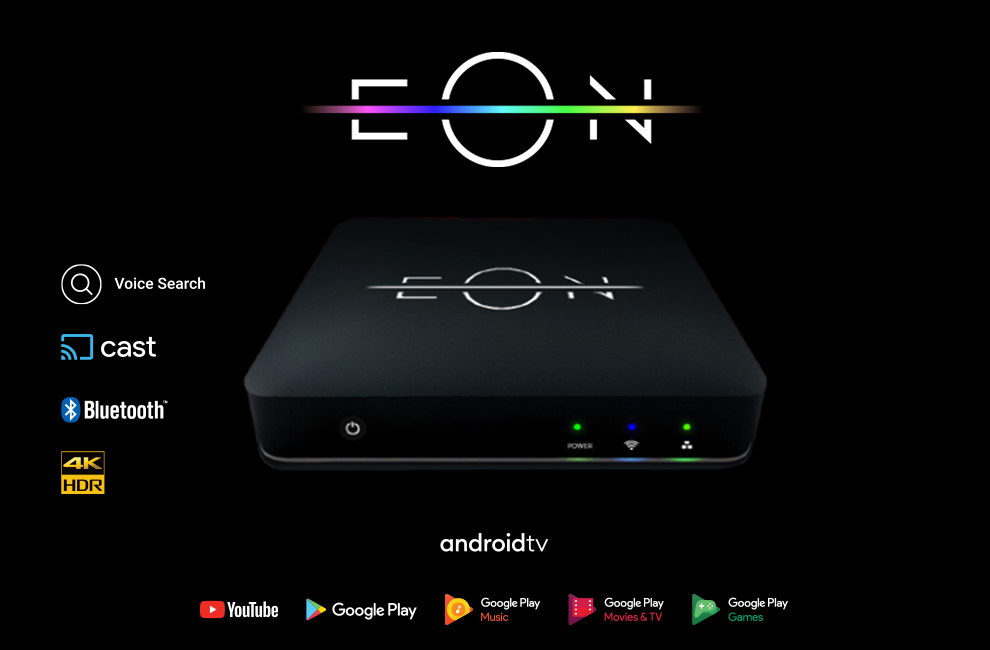 EON
EON
Voice Search
cast
Bluetooth™
4K
HDR
POWER
androidtv
YouTube
Google Play
Google Play
Music
Google Play
Movies & TV
Google Play
Games